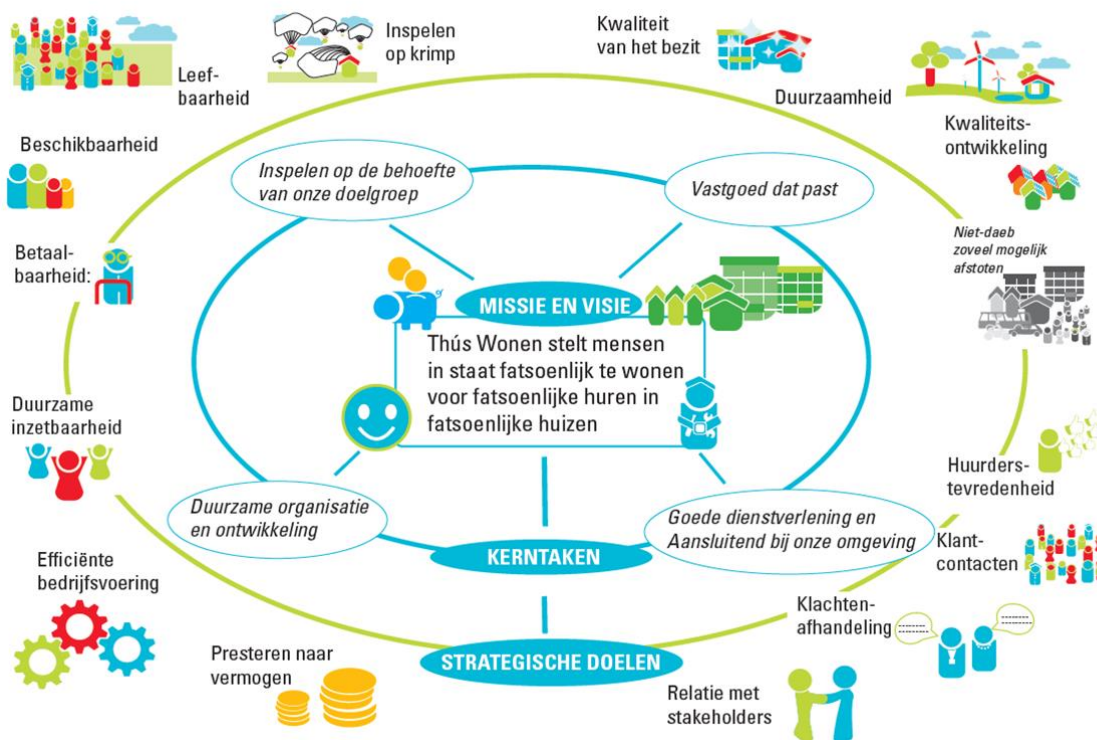 Leef-
baarheid
Inspelen
op krimp
Kwaliteit
van het bezit
Duurzaamheid
Kwaliteits-
ontwikkeling
Beschikbaarheid
Inspelen op de behoefte
van onze doelgroep
Vastgoed dat past
Betaal-
baarheid:
Niet-daeb
zoveel mogelijk
afstoten
MISSIE EN VISIE
Thús Wonen stelt mensen
in staat fatsoenlijk te wonen
voor fatsoenlijke huren in
fatsoenlijke huizen
Duurzame
inzetbaarheid
Huurders-
tevredenheid
Duurzame organisatie
en ontwikkeling
Goede dienstverlening en
Aansluitend bij onze omgeving
KERNTAKEN
Klant-
contacten
Efficiënte
bedrijfsvoering
Klachten-
afhandeling
Presteren naar
vermogen
STRATEGISCHE DOELEN
Relatie met
stakeholders